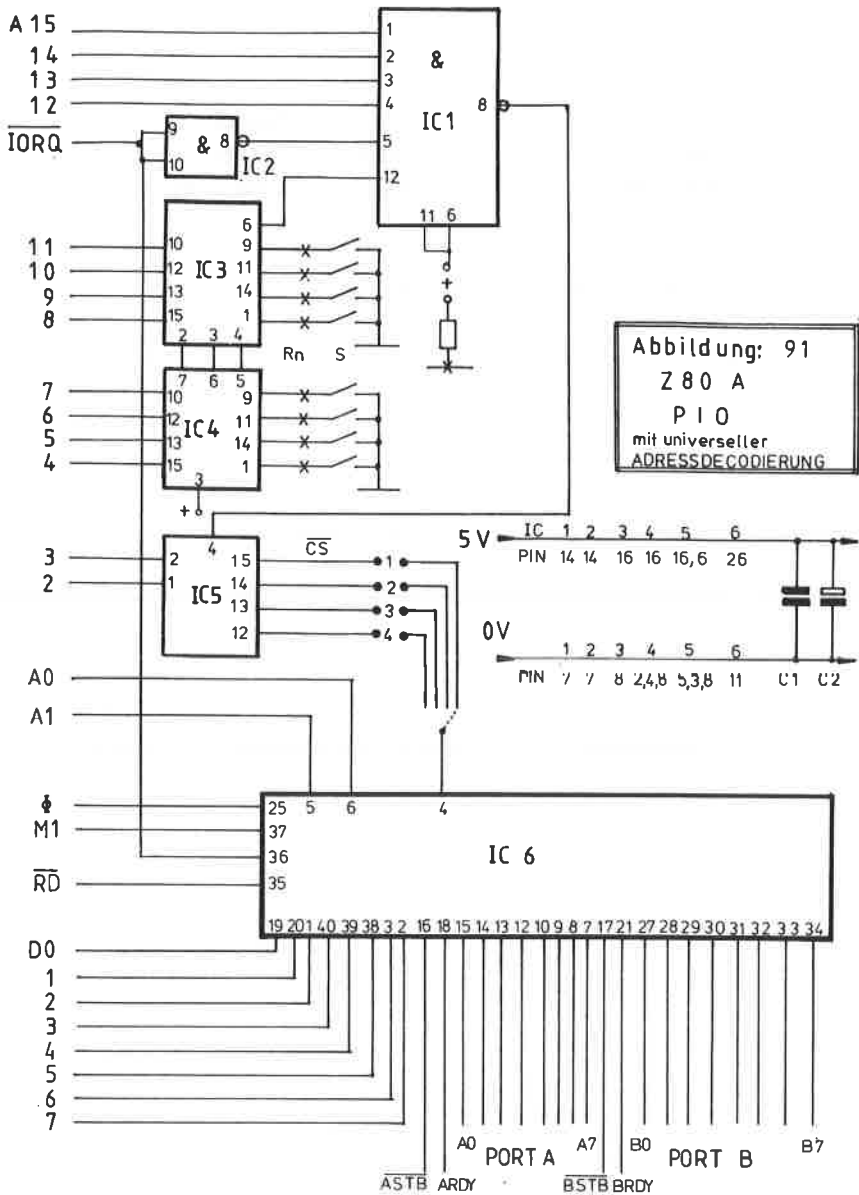 A 15
14
13
12
IORQ
1
2
3
4
5
12
&
IC1
8
11 6
+
9
10
&
8
IC2
11
10
9
8
10
12
13
15
IC3
6
9
11
14
1
2 3 4
Rn S
7
6
5
4
7 6 5
10
12
13
15
IC4
9
11
14
1
3
+
3
2
4
2
1
IC5
15
14
13
12
CS
1
2
3
4
Abbildung: 91
Z 80 A
P I O
mit universeller
ADRESSDECODIERUNG
5 V IC 1 2 3 4 5 6
PIN 14 14 16 16 16,6 26
0V 1 2 3 4 5 6
PIN 7 7 8 2,4,8 5,3,8 11 C1 C2
A0
A1
Φ
M1
RD
25 5 6 4
37
36
35
IC 6
19 20 1 40 39 38 3 2 16 18 15 14 13 12 10 9 8 7 17 21 27 28 29 30 31 32 33 34
D0
1
2
3
4
5
6
7
A0 PORT A A7 B0 PORT B B7
ASTB ARDY BSTB BRDY